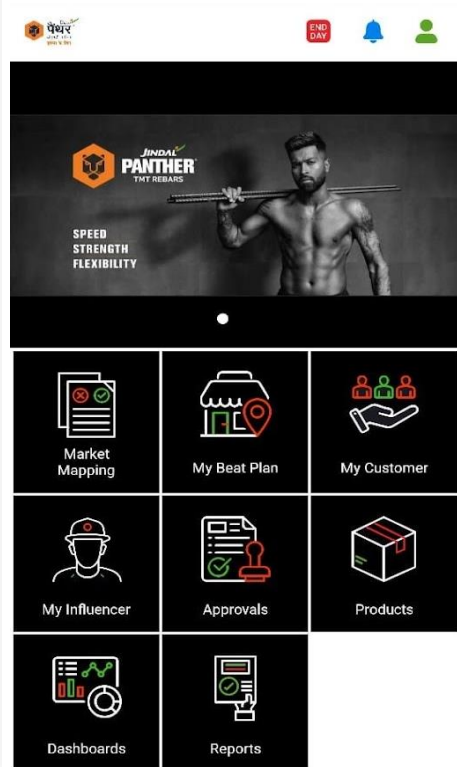 पैंथर
END
DAY
JINDAL
PANTHER
TMT REBARS
SPEED
STRENGTH
FLEXIBILITY
Market
Mapping
My Beat Plan
My Customer
My Influencer
Approvals
Products
Dashboards
Reports